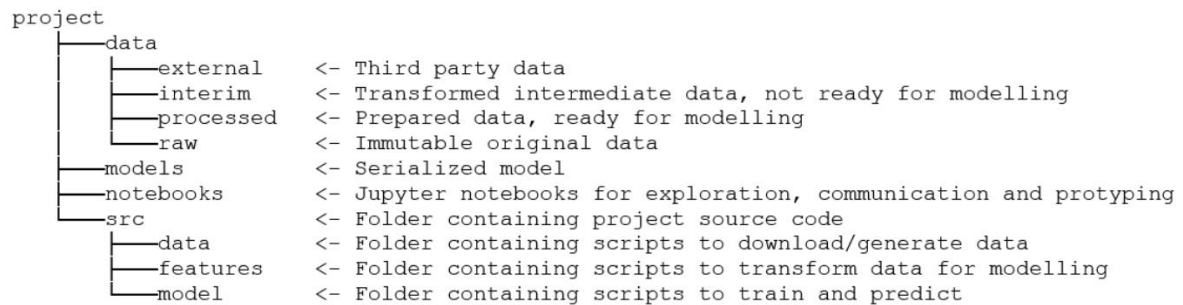 project
data
external <- Third party data
interim <- Transformed intermediate data, not ready for modelling
processed <- Prepared data, ready for modelling
raw <- Immutable original data
models <- Serialized model
notebooks <- Jupyter notebooks for exploration, communication and protyping
src <- Folder containing project source code
data <- Folder containing scripts to download/generate data
features <- Folder containing scripts to transform data for modelling
model <- Folder containing scripts to train and predict